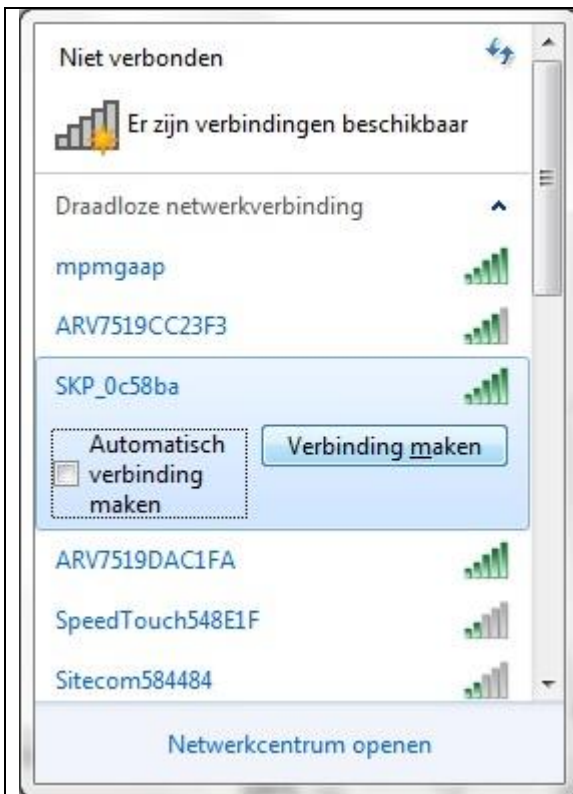 Niet verbonden
Er zijn verbindingen beschikbaar
Draadloze netwerkverbinding
mpmgaap
ARV7519CC23F3
SKP_0c58ba
Automatisch
verbinding
maken
Verbinding maken
ARV7519DAC1FA
SpeedTouch548E1F
Sitecom584484
Netwerkcentrum openen